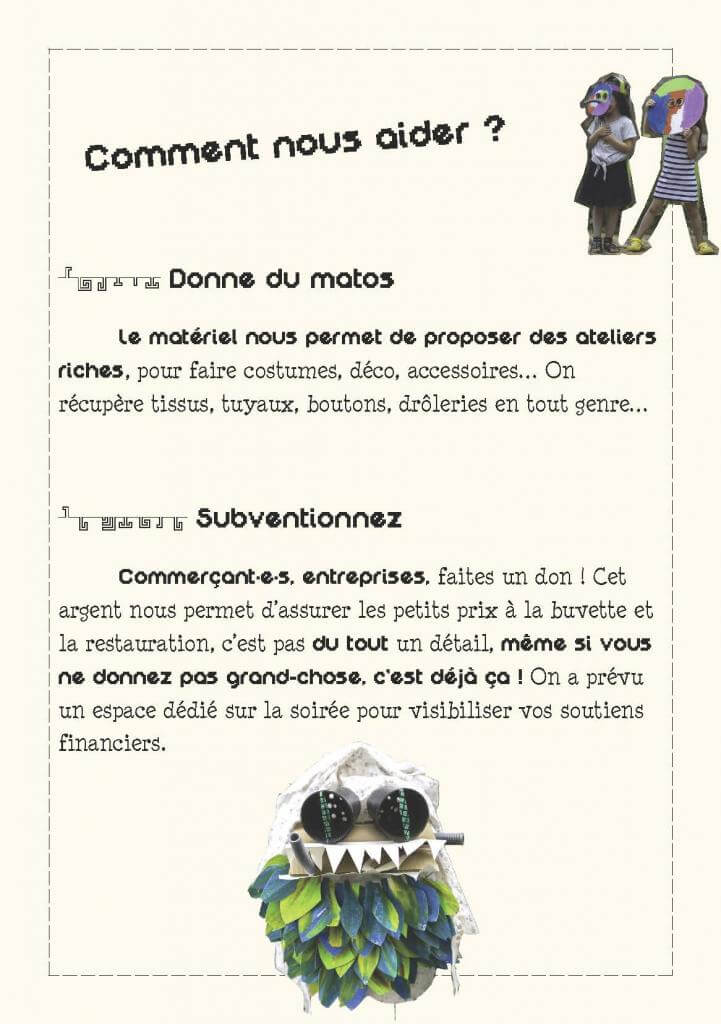 Comment nous aider ?
Donne du matos
Le matériel nous permet de proposer des ateliers
riches, pour faire costumes, déco, accessoires... On
récupère tissus, tuyaux, boutons, drôleries en tout genre...
Subventionnez
Commerçant·e·s, entreprises, faites un don ! Cet
argent nous permet d'assurer les petits prix à la buvette et
la restauration, c'est pas du tout un détail, même si vous
ne donnez pas grand-chose, c'est déjà ça ! On a prévu
un espace dédié sur la soirée pour visibiliser vos soutiens
financiers.